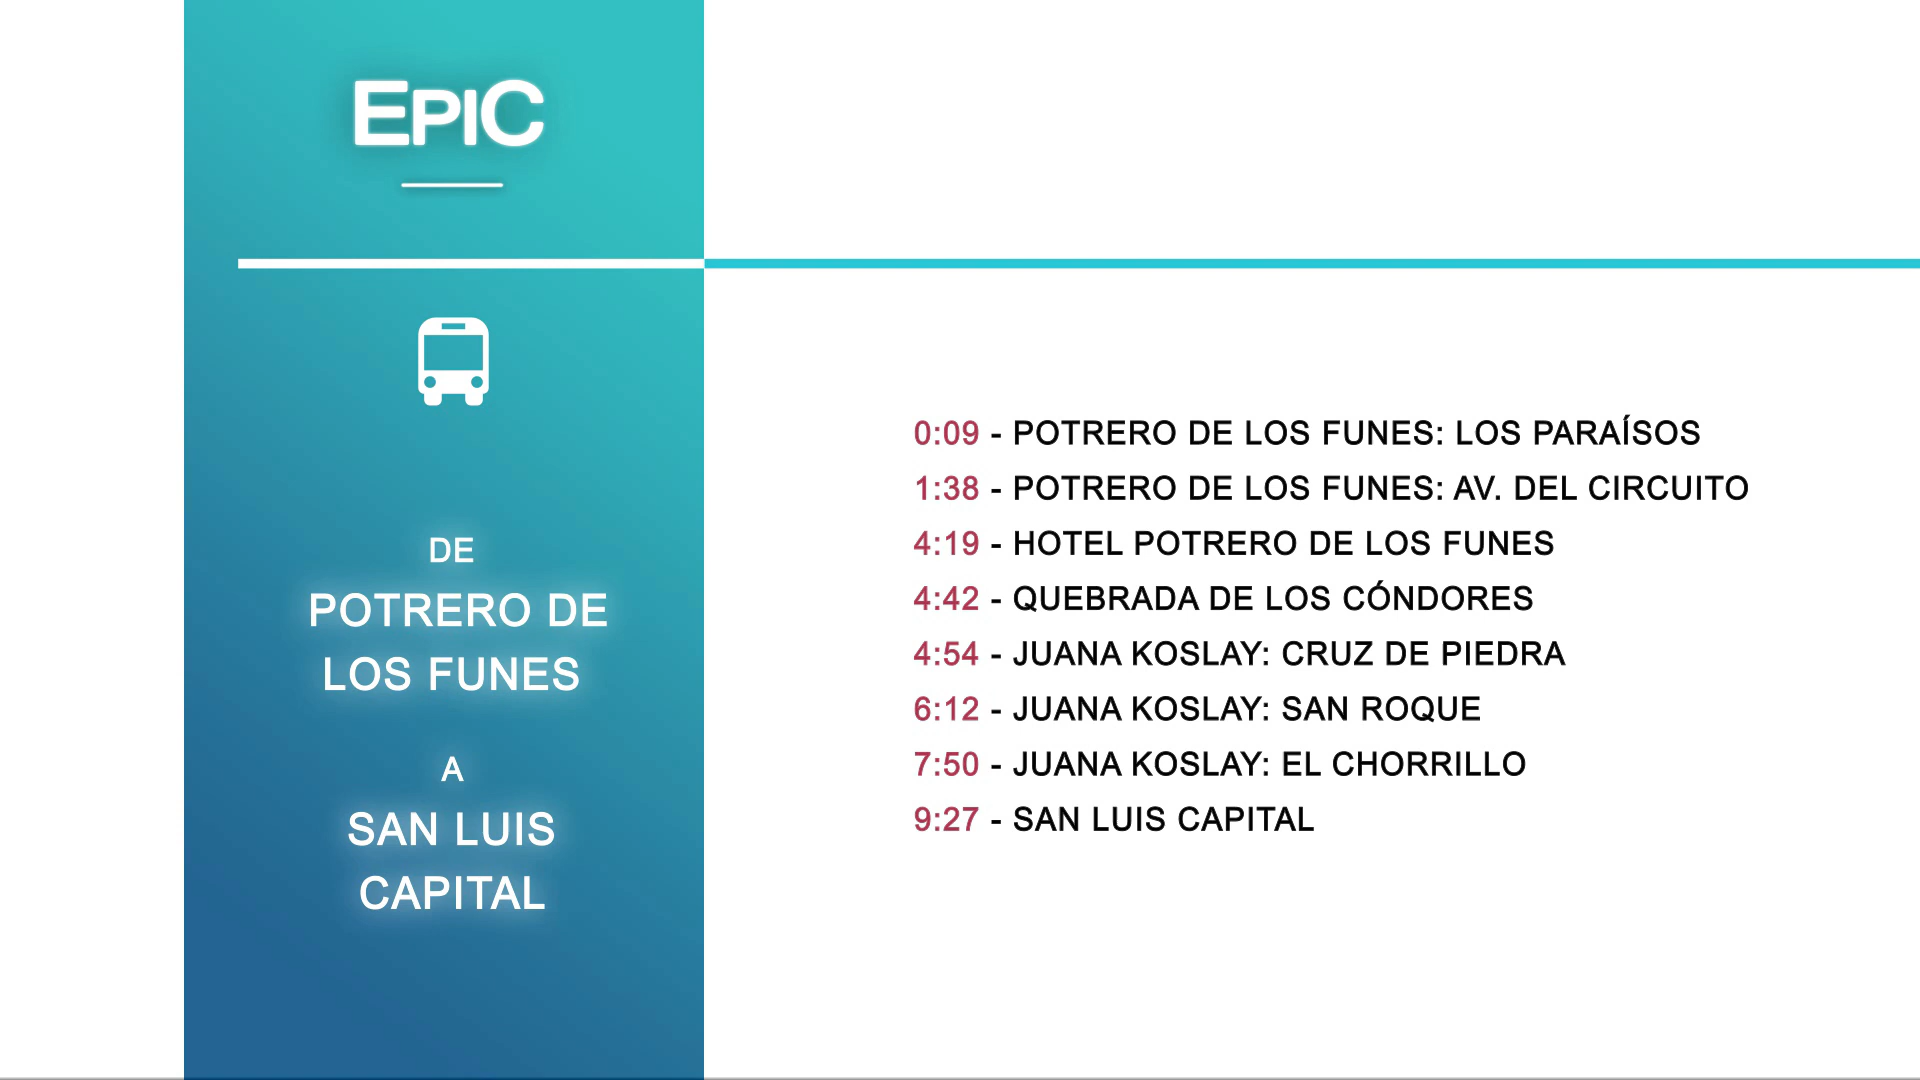 EPIC
DE
POTRERO DE
LOS FUNES
A
SAN LUIS
CAPITAL
0:09 - POTRERO DE LOS FUNES: LOS PARAÍSOS
1:38 - POTRERO DE LOS FUNES: AV. DEL CIRCUITO
4:19 - HOTEL POTRERO DE LOS FUNES
4:42 - QUEBRADA DE LOS CÓNDORES
4:54 - JUANA KOSLAY: CRUZ DE PIEDRA
6:12 - JUANA KOSLAY: SAN ROQUE
7:50 - JUANA KOSLAY: EL CHORRILLO
9:27 - SAN LUIS CAPITAL